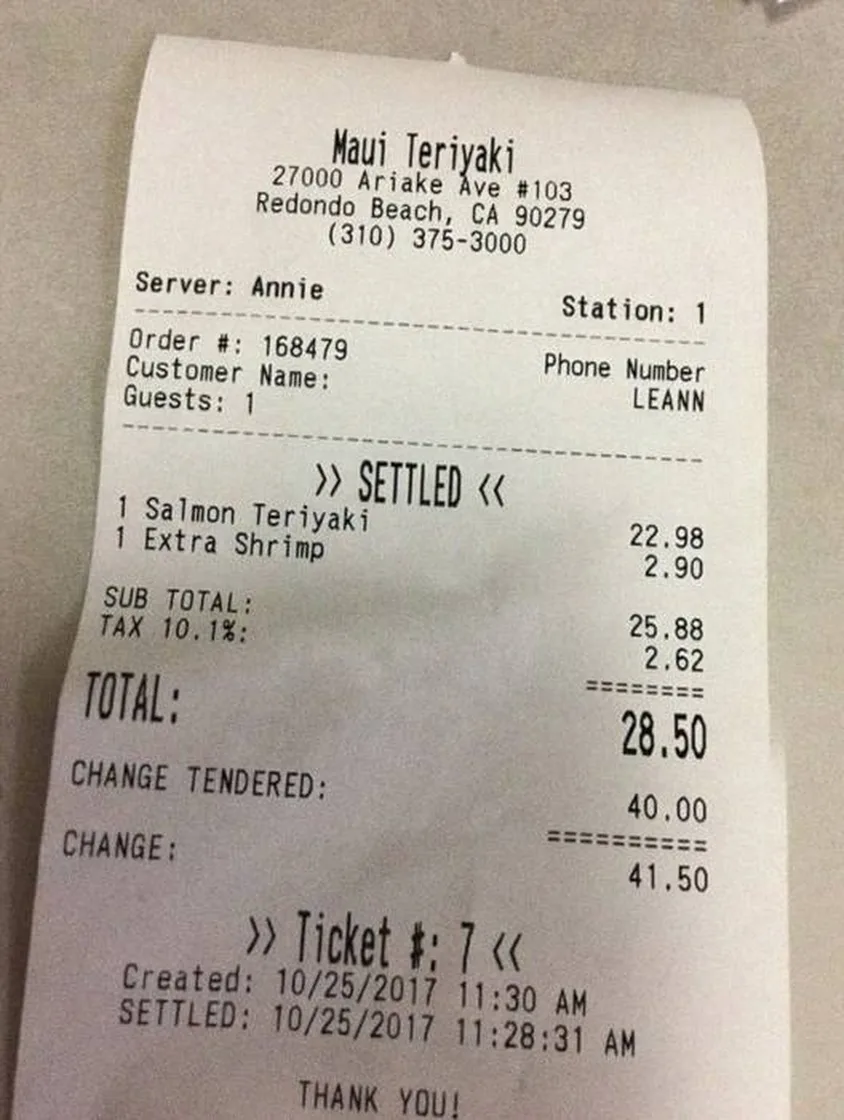 Maui Teriyaki
27000 Ariake Ave #103
Redondo Beach, CA 90279
(310) 375-3000
Server: Annie Station: 1
Order #: 168479 Phone Number
Customer Name: LEANN
Guests: 1
>> SETTLED <<
1 Salmon Teriyaki 22.98
1 Extra Shrimp 2.90
SUB TOTAL: 25.88
TAX 10.1%: 2.62
========
TOTAL: 28.50
CHANGE TENDERED: 40.00
==========
CHANGE: 41.50
>> Ticket #: 7 <<
Created: 10/25/2017 11:30 AM
SETTLED: 10/25/2017 11:28:31 AM
THANK YOU!